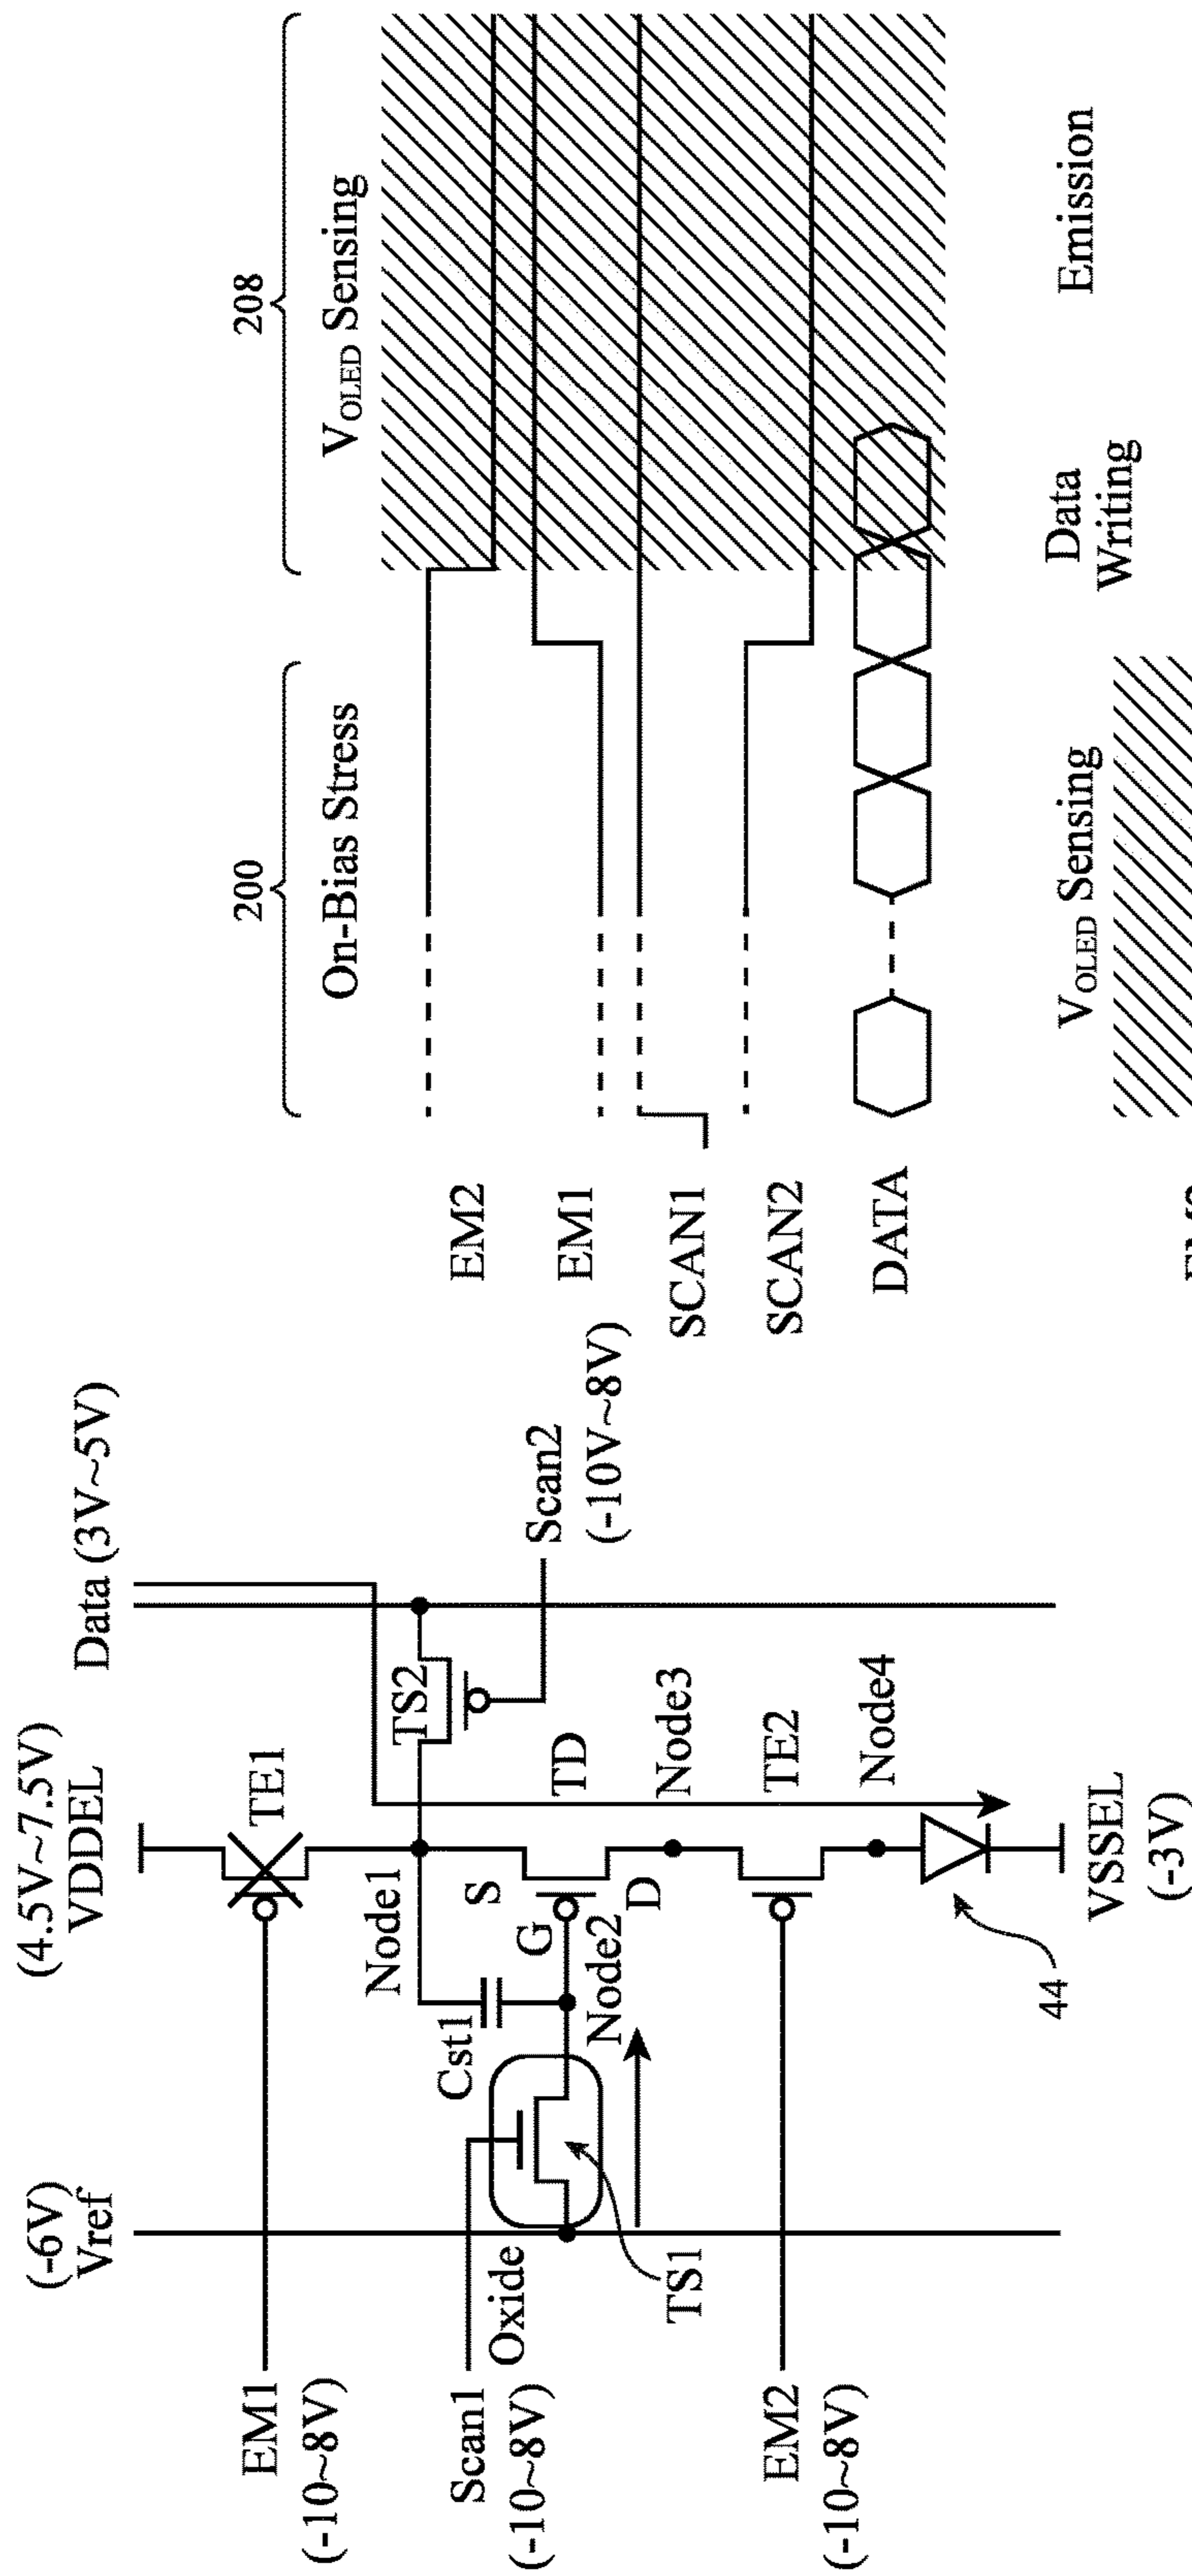 (-6V)
Vref
(4.5V~7.5V)
VDDEL
Data (3V~5V)
EM1
(-10~8V)
TE1
Node1
TS2
Scan2
(-10V~8V)
Cst1
S
G
D
TD
Node2
Scan1
(-10~8V)
Oxide
TS1
Node3
EM2
(-10~8V)
TE2
Node4
44
VSSEL
(-3V)
200
208
On-Bias Stress
VOLED Sensing
EM2
EM1
SCAN1
SCAN2
DATA
VOLED Sensing
Data
Writing
Emission